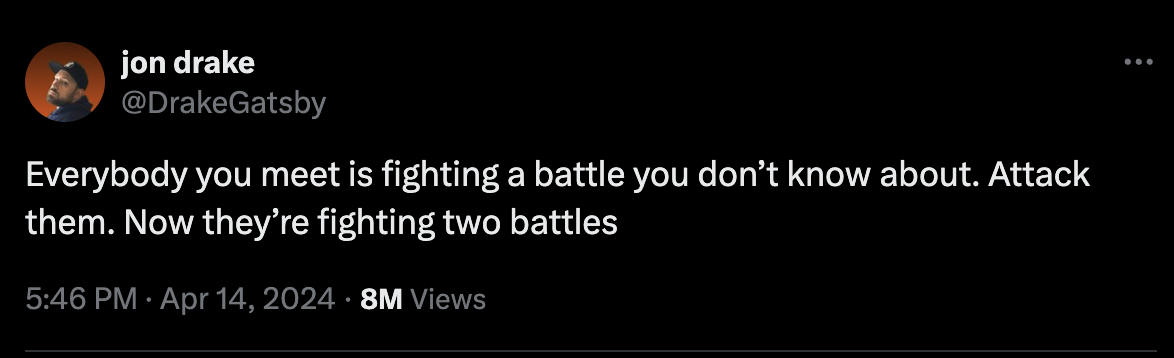 jon drake
@DrakeGatsby
Everybody you meet is fighting a battle you don’t know about. Attack
them. Now they’re fighting two battles
5:46 PM · Apr 14, 2024 · 8M Views